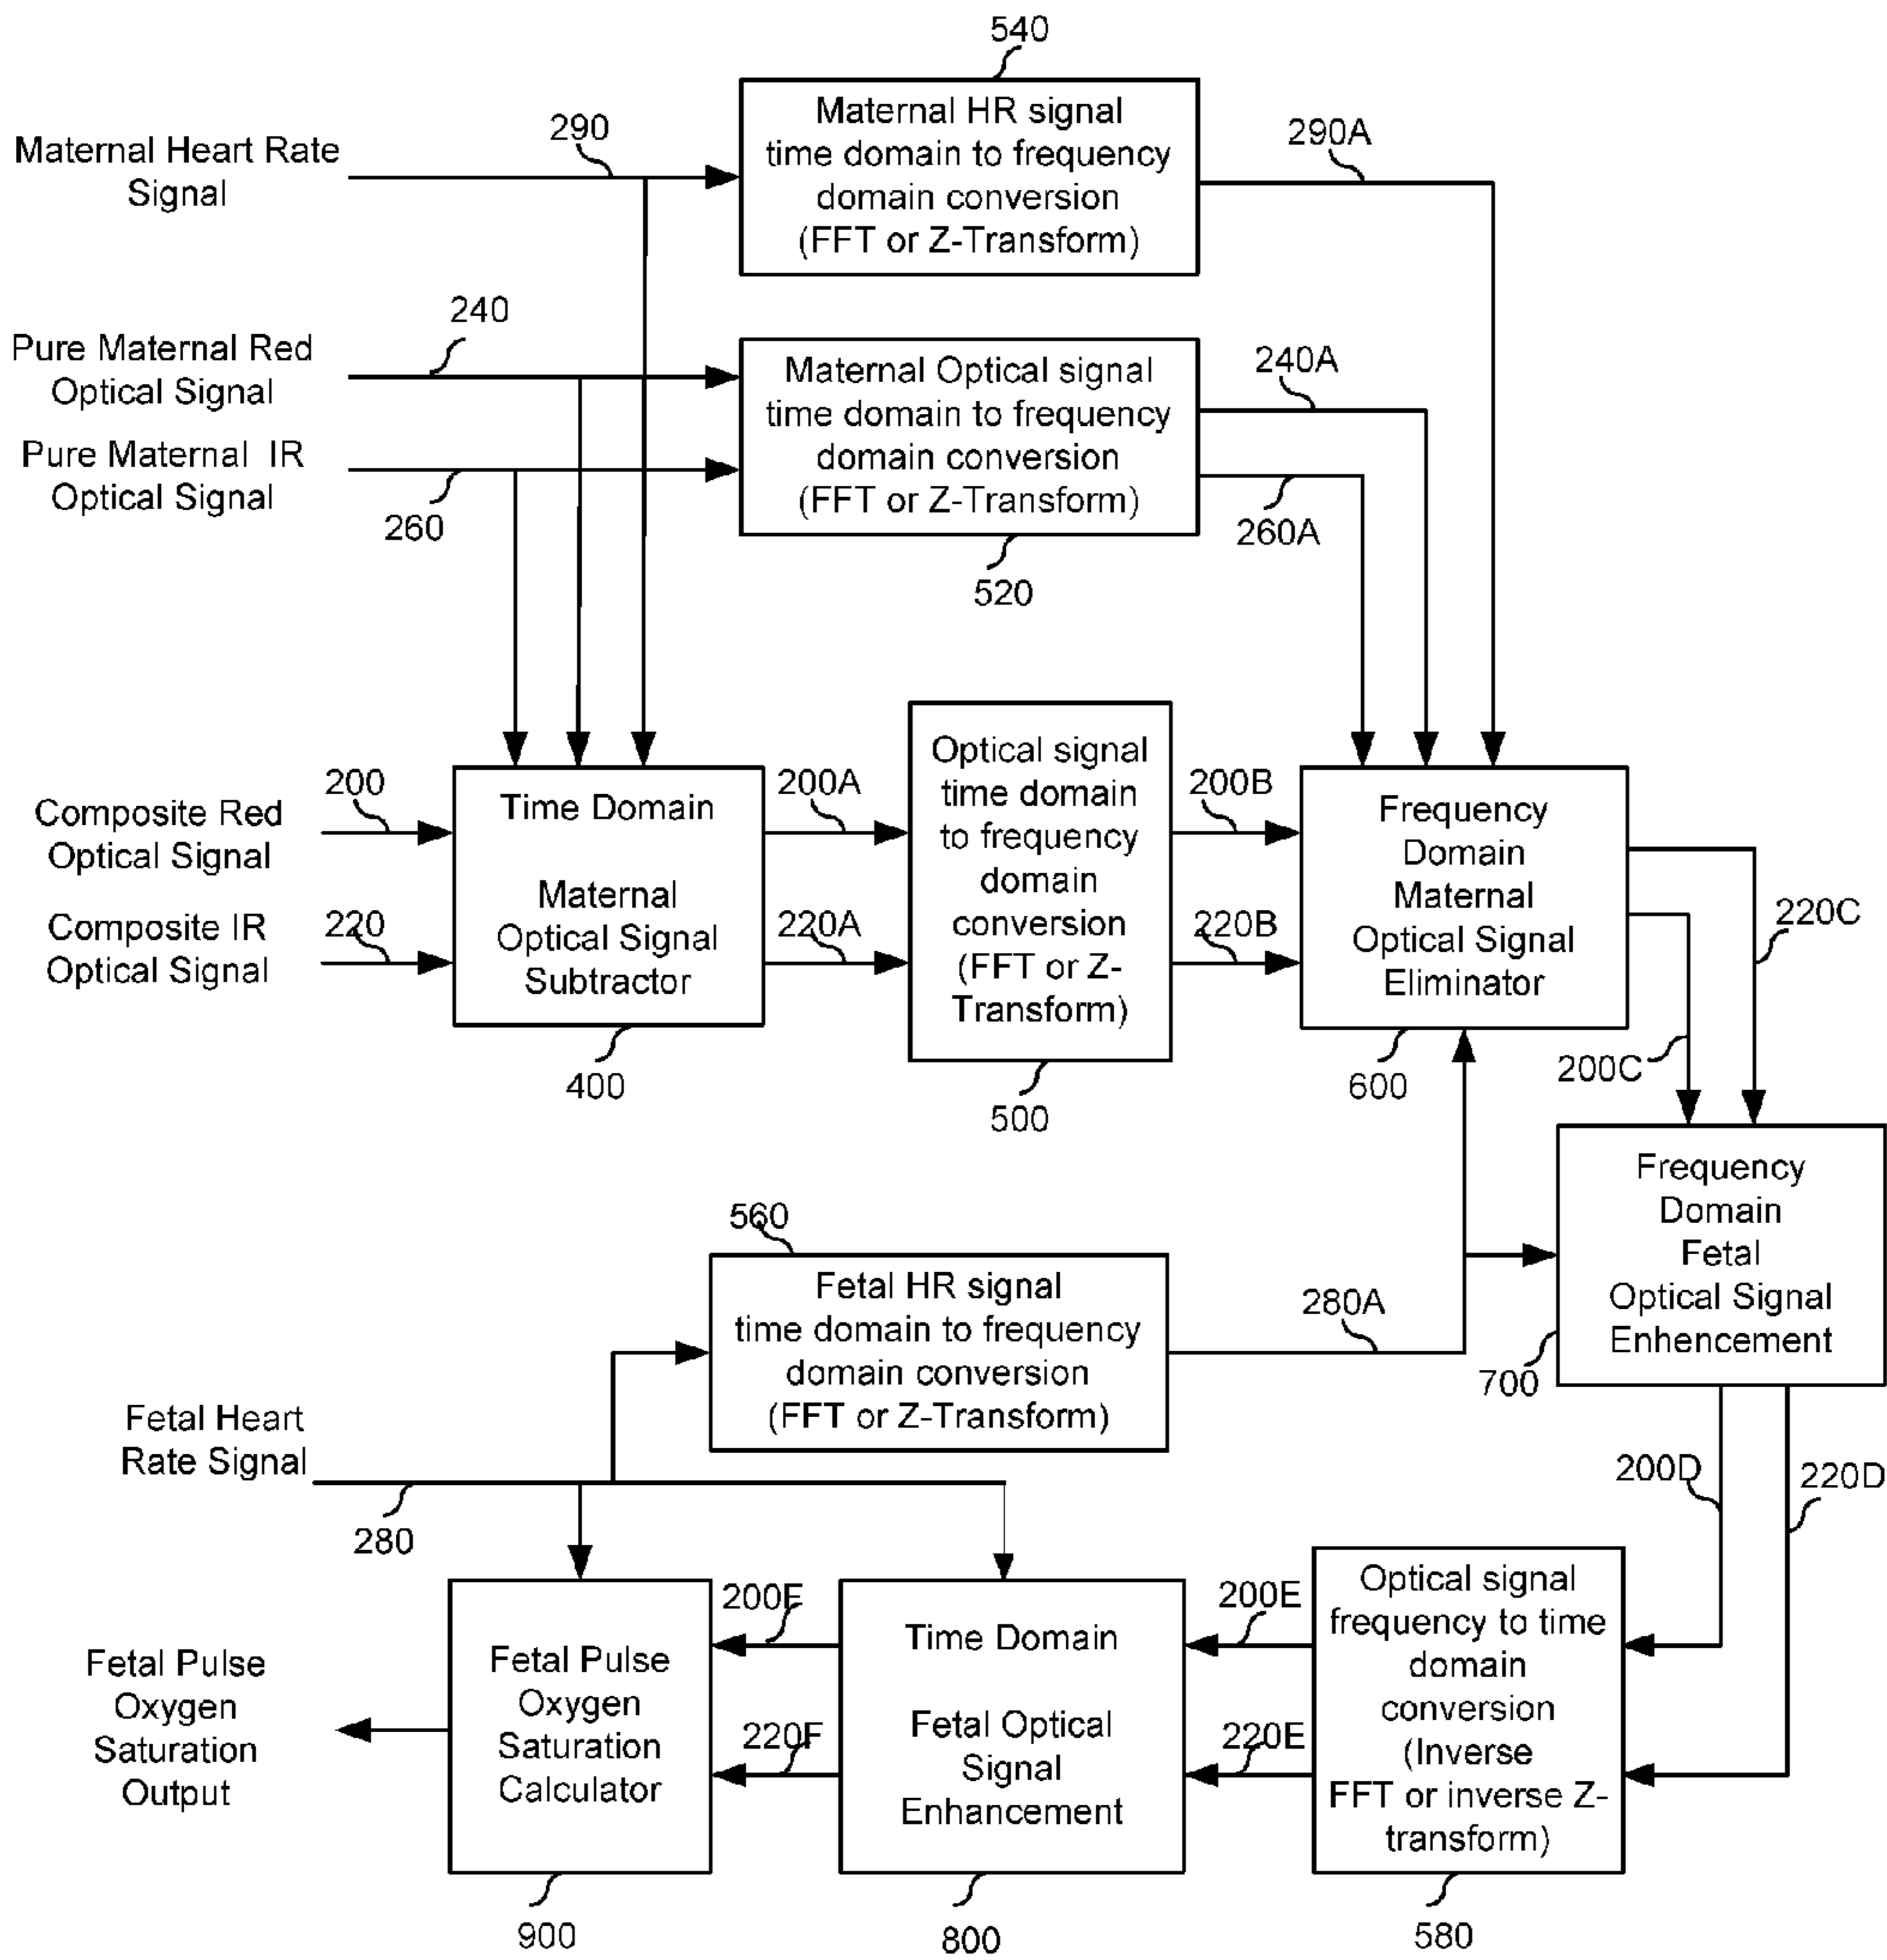 540
Maternal HR signal
time domain to frequency
domain conversion
(FFT or Z-Transform)
290
290A
Maternal Heart Rate
Signal
240
Pure Maternal Red
Optical Signal
Maternal Optical signal
time domain to frequency
domain conversion
(FFT or Z-Transform)
240A
Pure Maternal IR
Optical Signal
260
260A
520
200
Composite Red
Optical Signal
Composite IR
Optical Signal
220
Time Domain
Maternal
Optical Signal
Subtractor
400
200A
220A
Optical signal
time domain
to frequency
domain
conversion
(FFT or Z-
Transform)
500
200B
220B
Frequency
Domain
Maternal
Optical Signal
Eliminator
600
220C
200C
Frequency
Domain
Fetal
Optical Signal
Enhencement
700
560
Fetal HR signal
time domain to frequency
domain conversion
(FFT or Z-Transform)
280A
Fetal Heart
Rate Signal
280
200D
220D
Fetal Pulse
Oxygen
Saturation
Output
Fetal Pulse
Oxygen
Saturation
Calculator
900
200F
220F
Time Domain
Fetal Optical
Signal
Enhancement
800
200E
220E
Optical signal
frequency to time
domain
conversion
(Inverse
FFT or inverse Z-
transform)
580